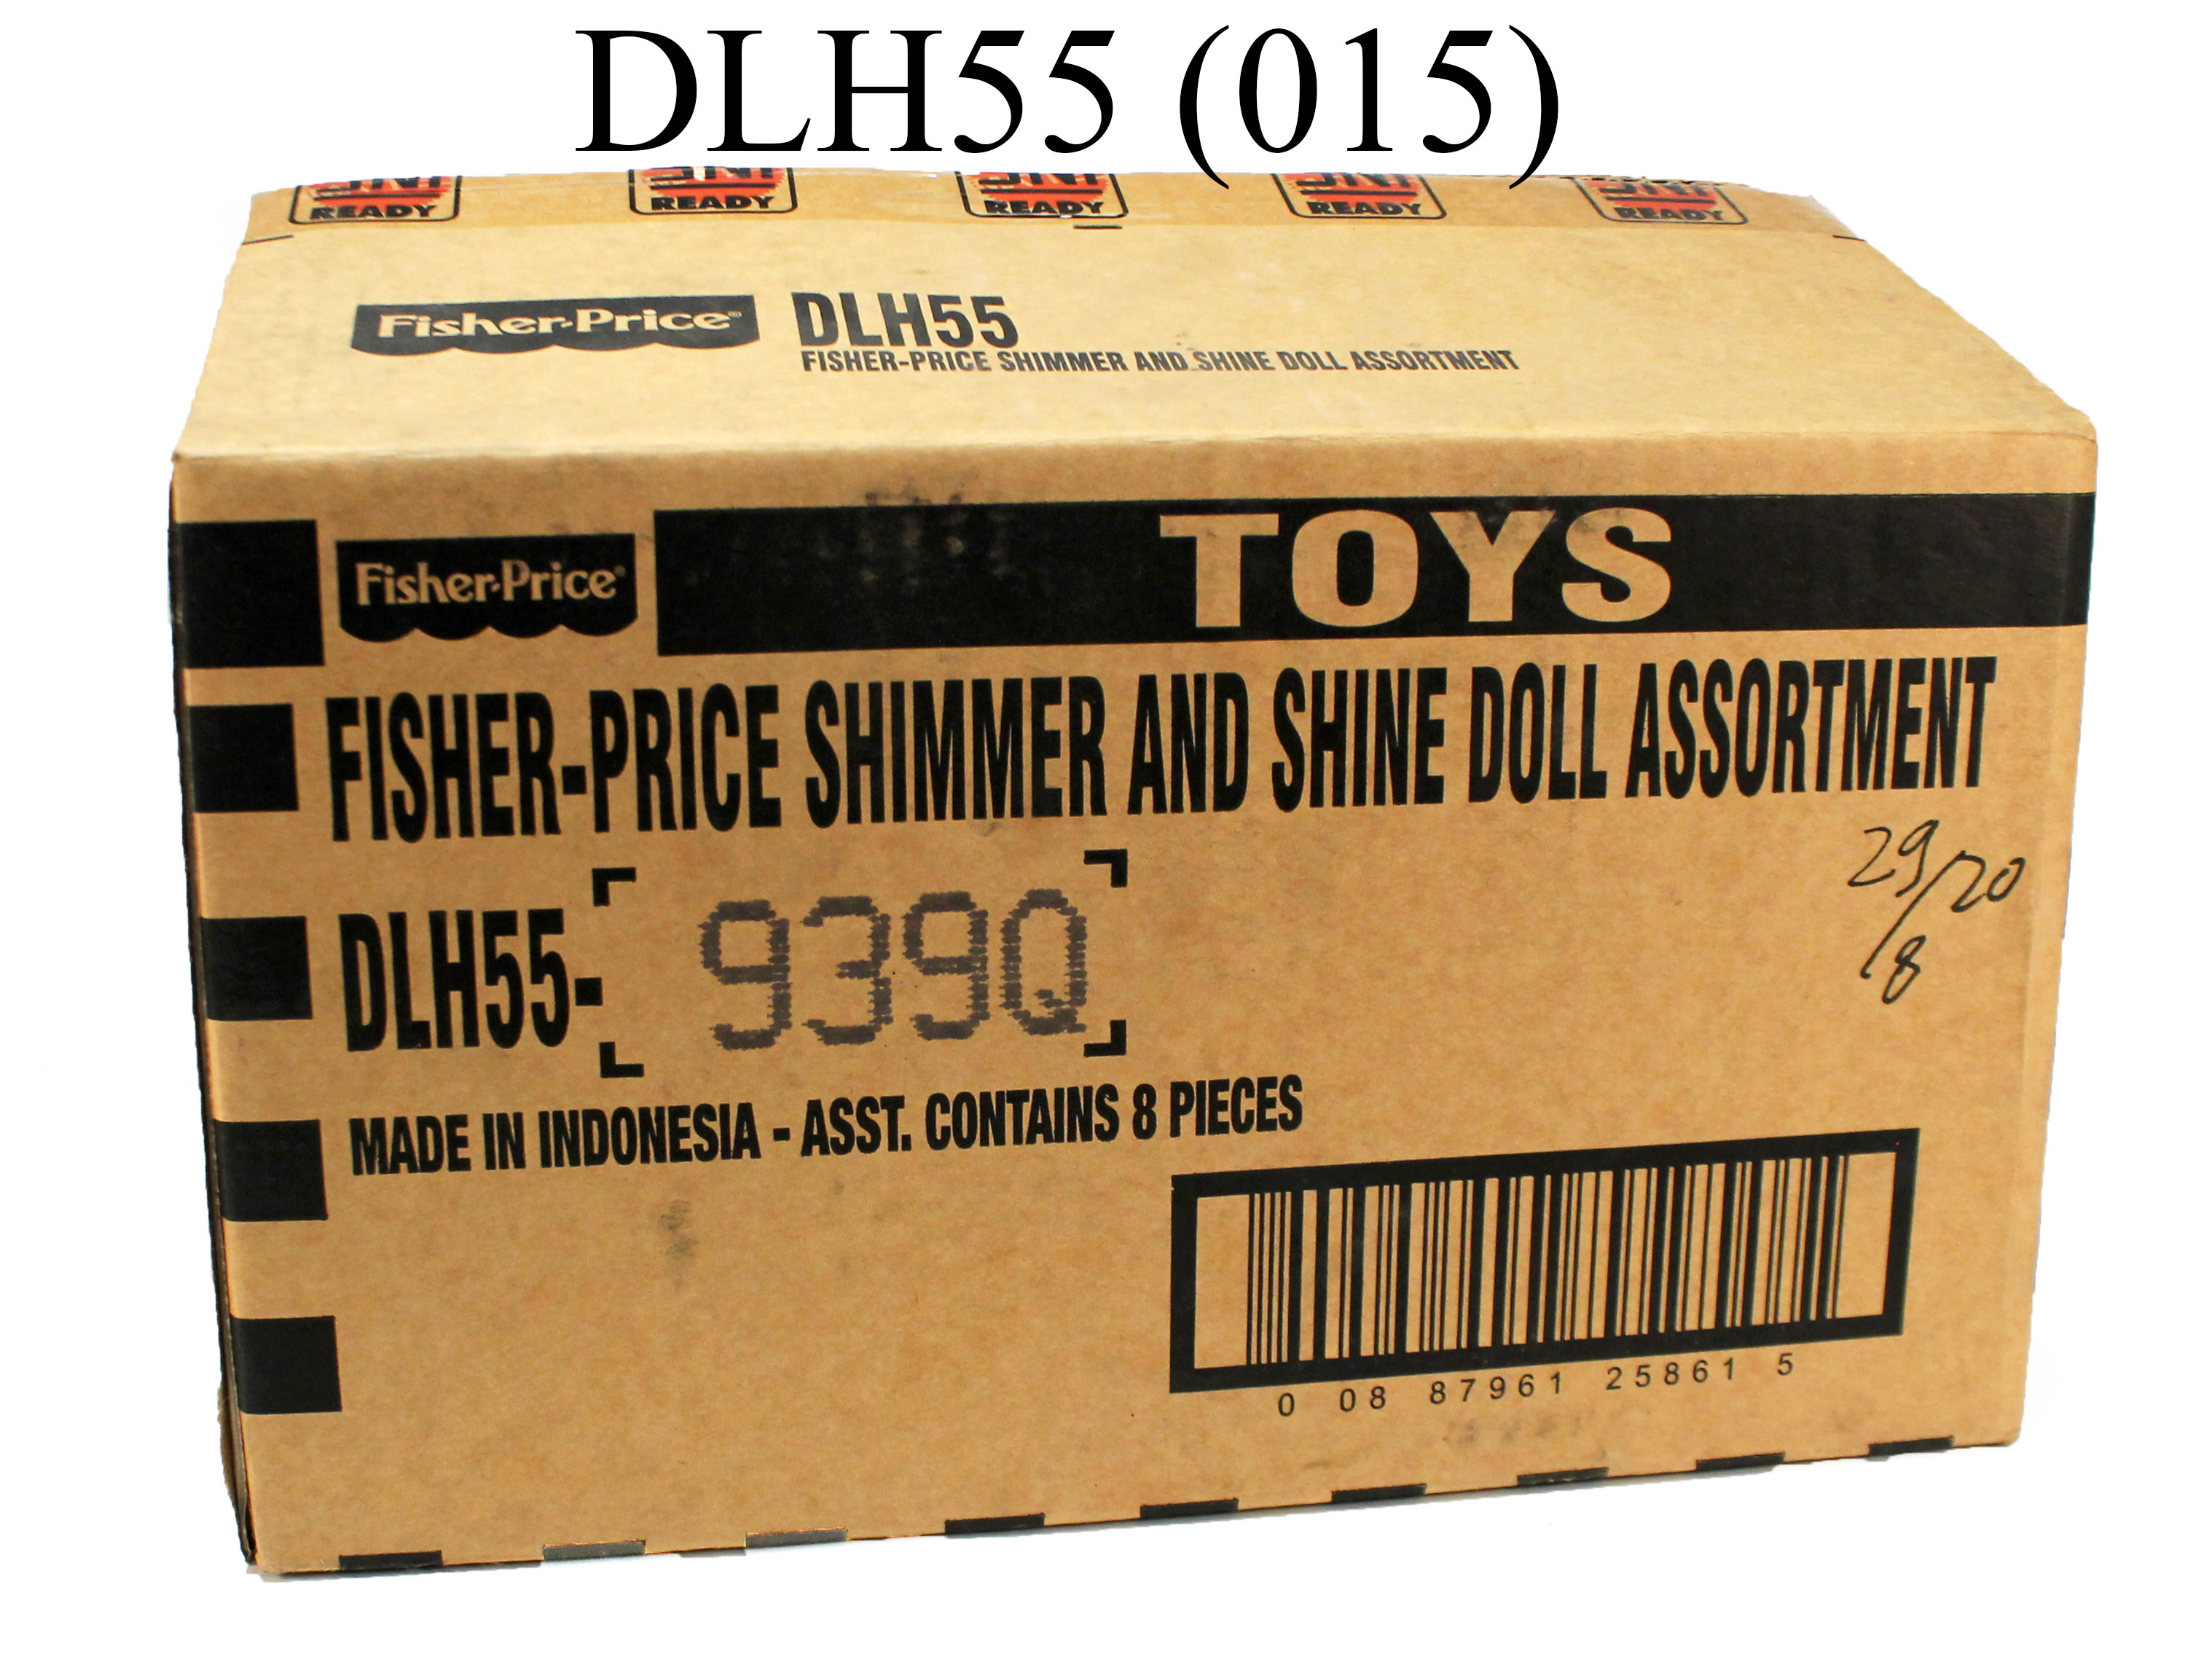 DLH55 (015)
READY READY READY READY READY
Fisher-Price® DLH55
FISHER-PRICE SHIMMER AND SHINE DOLL ASSORTMENT
Fisher-Price® TOYS
FISHER-PRICE SHIMMER AND SHINE DOLL ASSORTMENT
29/20
8
DLH55- 939Q
MADE IN INDONESIA - ASST. CONTAINS 8 PIECES
0 08 87961 25861 5